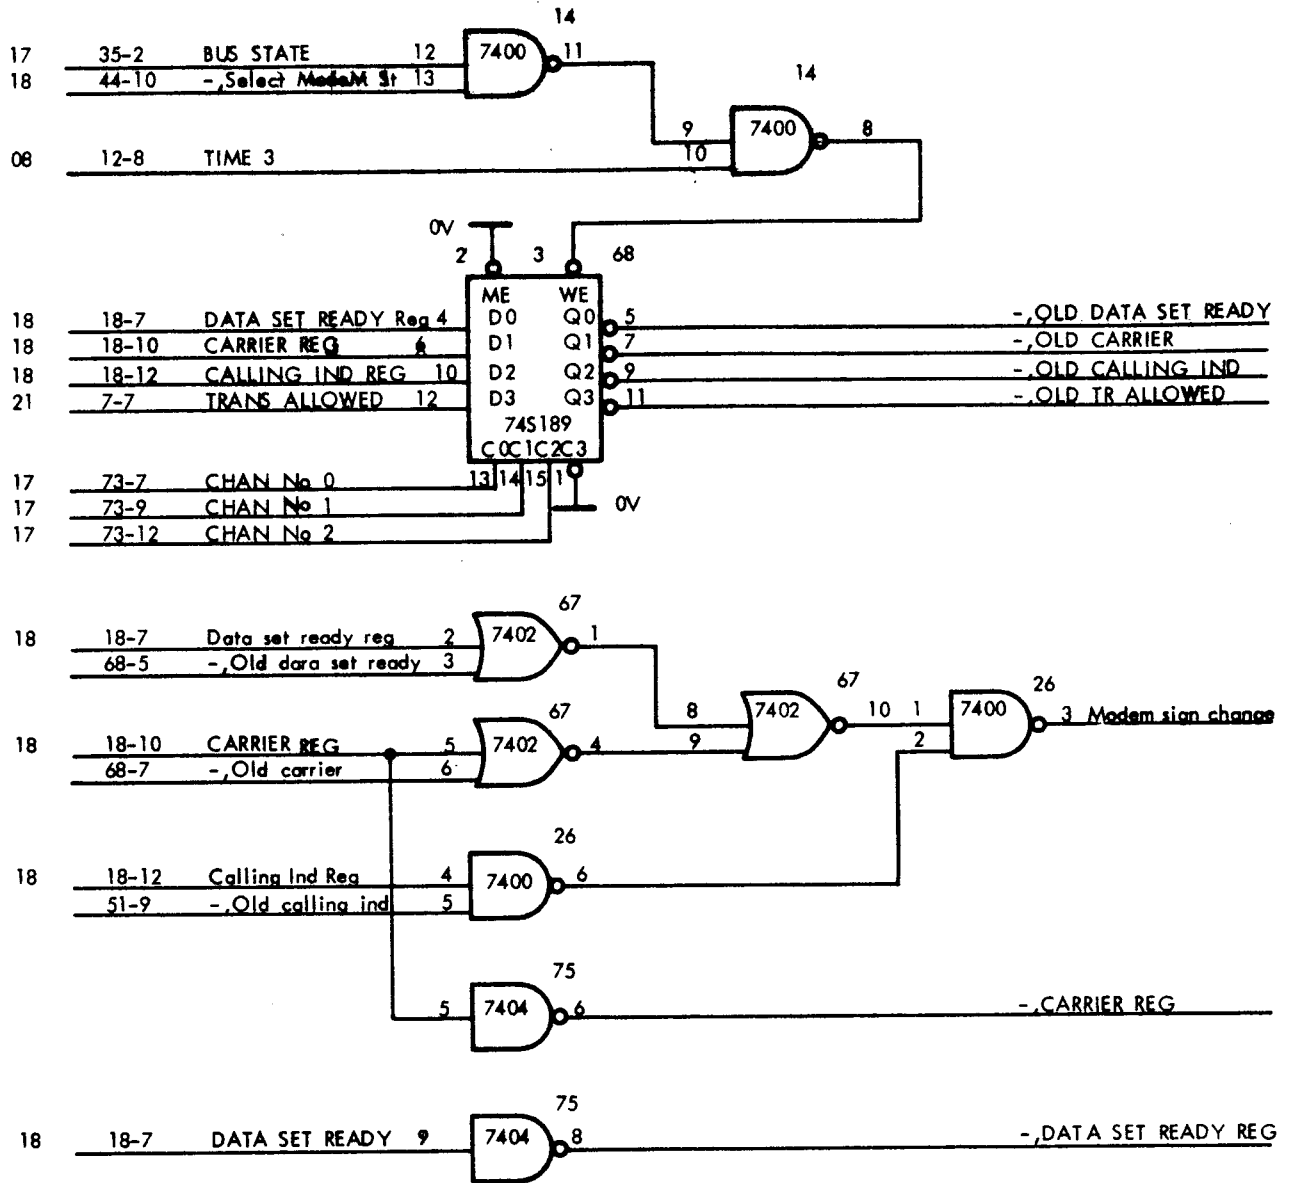 14
17 35-2 BUS STATE 12 7400 11
18 44-10 -,Select ModeM St 13
14
9 7400 8
10
08 12-8 TIME 3
0V
2 3 68
ME WE
18 18-7 DATA SET READY Reg 4 D0 Q0 5 -,OLD DATA SET READY
18 18-10 CARRIER REG 6 D1 Q1 7 -,OLD CARRIER
18 18-12 CALLING IND REG 10 D2 Q2 9 -,OLD CALLING IND
21 7-7 TRANS ALLOWED 12 D3 Q3 11 -,OLD TR ALLOWED
74S189
C0 C1 C2 C3
17 73-7 CHAN No 0 13 14 15 1
17 73-9 CHAN No 1 0V
17 73-12 CHAN No 2
67
18 18-7 Data set ready reg 2 7402 1
68-5 -,Old dara set ready 3
67 26
8 7402 10 1 7400 3 Modem sign change
67
18 18-10 CARRIER REG 5 7402 4 9 2
68-7 -,Old carrier 6
26
18 18-12 Calling Ind Reg 4 7400 6
51-9 -,Old calling ind 5
75
5 7404 6 -,CARRIER REG
75
18 18-7 DATA SET READY 9 7404 8 -,DATA SET READY REG